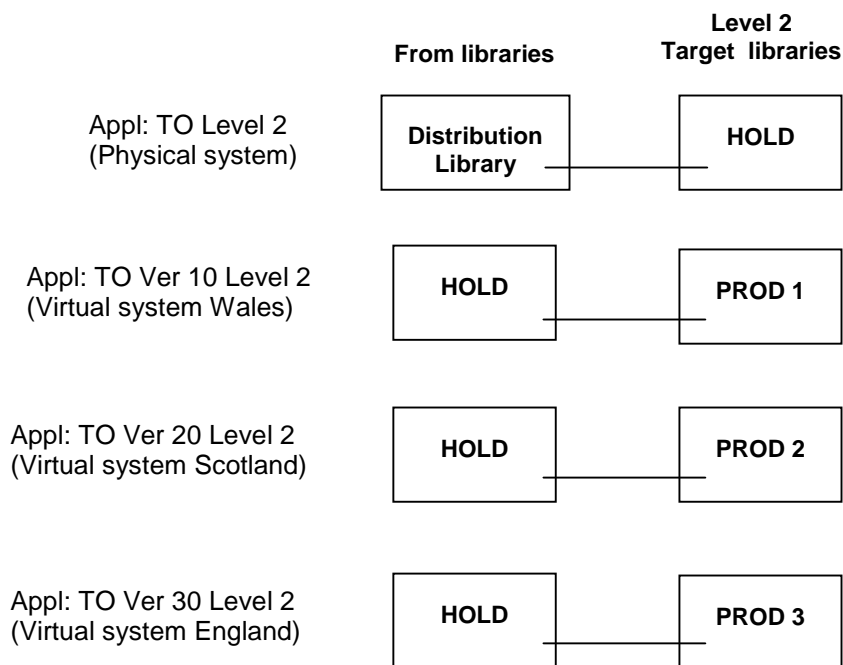 From libraries
Level 2
Target libraries
Appl: TO Level 2
(Physical system)
Distribution
Library
HOLD
Appl: TO Ver 10 Level 2
(Virtual system Wales)
HOLD
PROD 1
Appl: TO Ver 20 Level 2
(Virtual system Scotland)
HOLD
PROD 2
Appl: TO Ver 30 Level 2
(Virtual system England)
HOLD
PROD 3